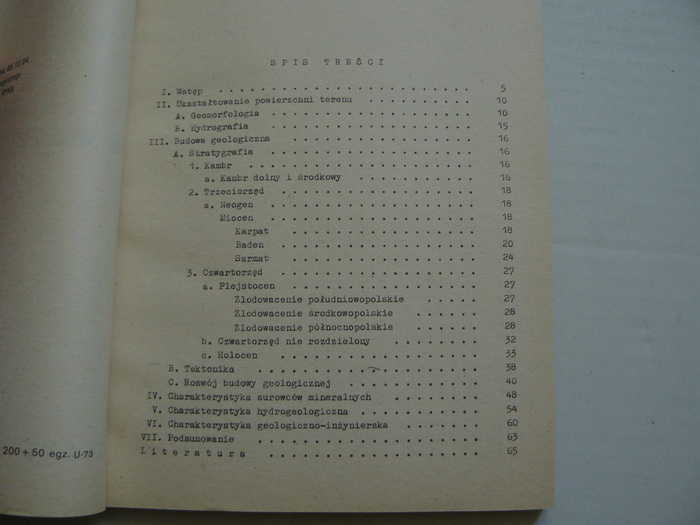 SPIS TREŚCI
I. Wstęp . . . . . . . . . . . . . . . . . . . . . . . 5
II. Ukształtowanie powierzchni terenu . . . . . . . . . 10
A. Geomorfologia . . . . . . . . . . . . . . . . . . 10
B. Hydrografia . . . . . . . . . . . . . . . . . . . 15
III. Budowa geologiczna . . . . . . . . . . . . . . . . . 16
A. Stratygrafia . . . . . . . . . . . . . . . . . . 16
1. Kambr . . . . . . . . . . . . . . . . . . . . 16
a. Kambr dolny i środkowy . . . . . . . . . . . 16
2. Trzeciorzęd . . . . . . . . . . . . . . . . . 18
a. Neogen . . . . . . . . . . . . . . . . . . 18
Miocen . . . . . . . . . . . . . . . . . . 18
Karpat . . . . . . . . . . . . . . . . . 18
Baden . . . . . . . . . . . . . . . . . 20
Sarmat . . . . . . . . . . . . . . . . . 24
3. Czwartorzęd . . . . . . . . . . . . . . . . . 27
a. Plejstocen . . . . . . . . . . . . . . . . 27
Zlodowacenie południowopolskie . . . . . 27
Zlodowacenie środkowopolskie . . . . . . 28
Zlodowacenie północnopolskie . . . . . . 28
b. Czwartorzęd nie rozdzielony . . . . . . . . 32
c. Holocen . . . . . . . . . . . . . . . . . . 33
B. Tektonika . . . . . . . . . . . . . . . . . . . . 38
C. Rozwój budowy geologicznej . . . . . . . . . . . . 40
IV. Charakterystyka surowców mineralnych . . . . . . . . 48
V. Charakterystyka hydrogeologiczna . . . . . . . . . . . 54
VI. Charakterystyka geologiczno-inżynierska . . . . . . . 60
VII. Podsumowanie . . . . . . . . . . . . . . . . . . . . 63
Literatura . . . . . . . . . . . . . . . . . . . 65
200 + 50 egz. U-73